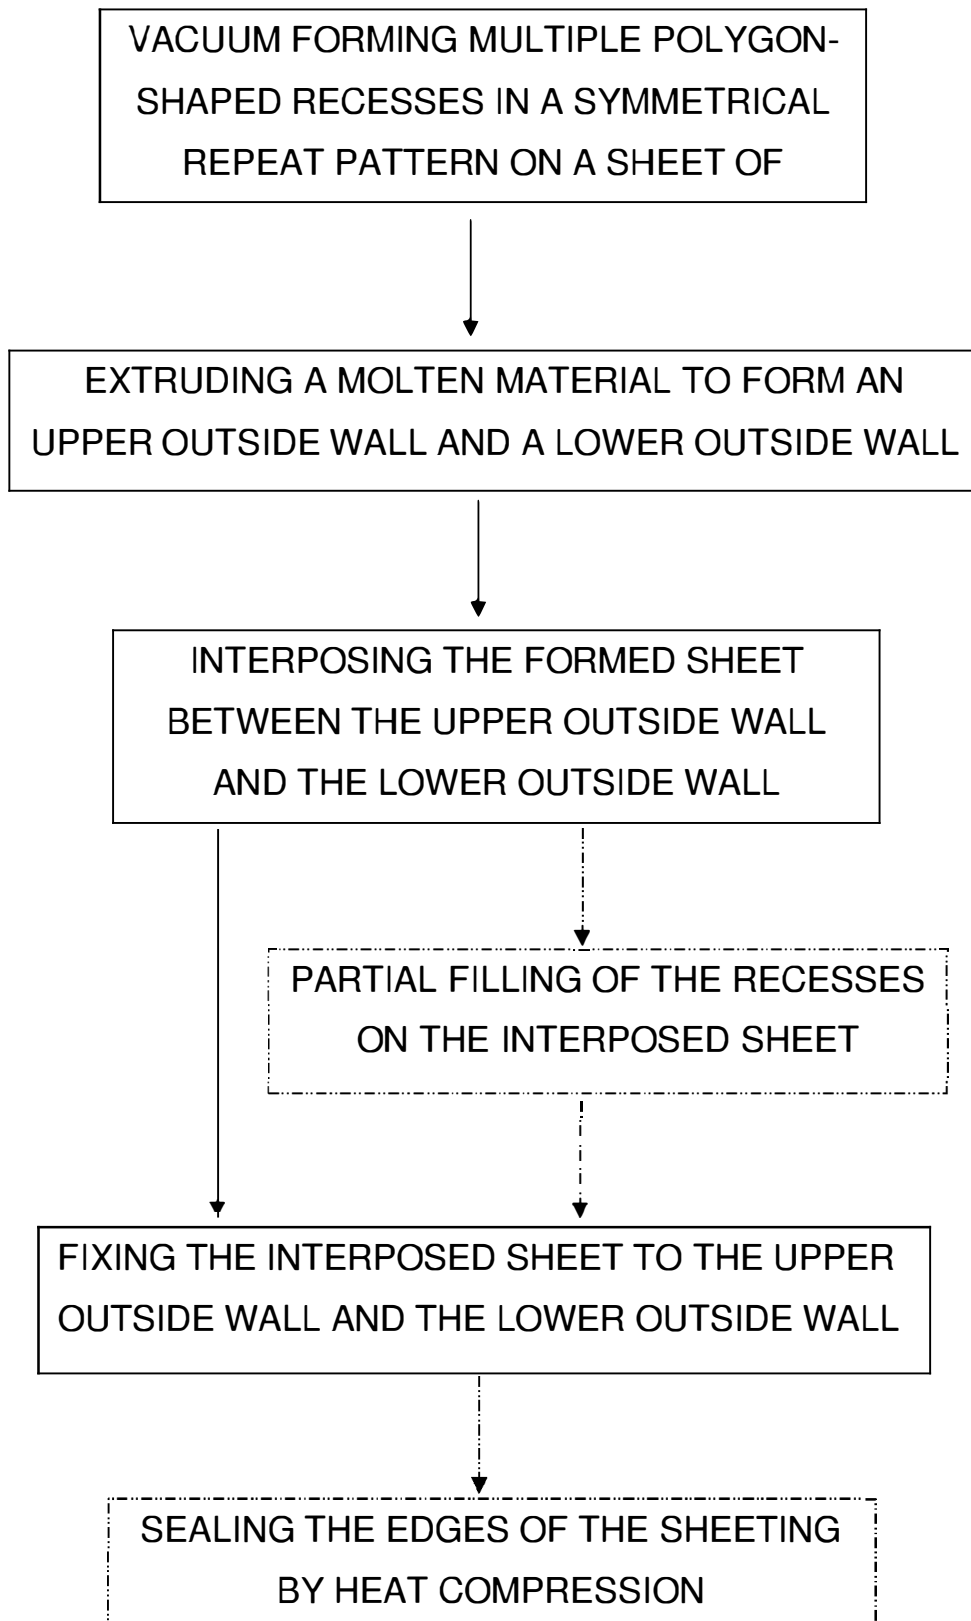 VACUUM FORMING MULTIPLE POLYGON-
SHAPED RECESSES IN A SYMMETRICAL
REPEAT PATTERN ON A SHEET OF
EXTRUDING A MOLTEN MATERIAL TO FORM AN
UPPER OUTSIDE WALL AND A LOWER OUTSIDE WALL
INTERPOSING THE FORMED SHEET
BETWEEN THE UPPER OUTSIDE WALL
AND THE LOWER OUTSIDE WALL
PARTIAL FILLING OF THE RECESSES
ON THE INTERPOSED SHEET
FIXING THE INTERPOSED SHEET TO THE UPPER
OUTSIDE WALL AND THE LOWER OUTSIDE WALL
SEALING THE EDGES OF THE SHEETING
BY HEAT COMPRESSION